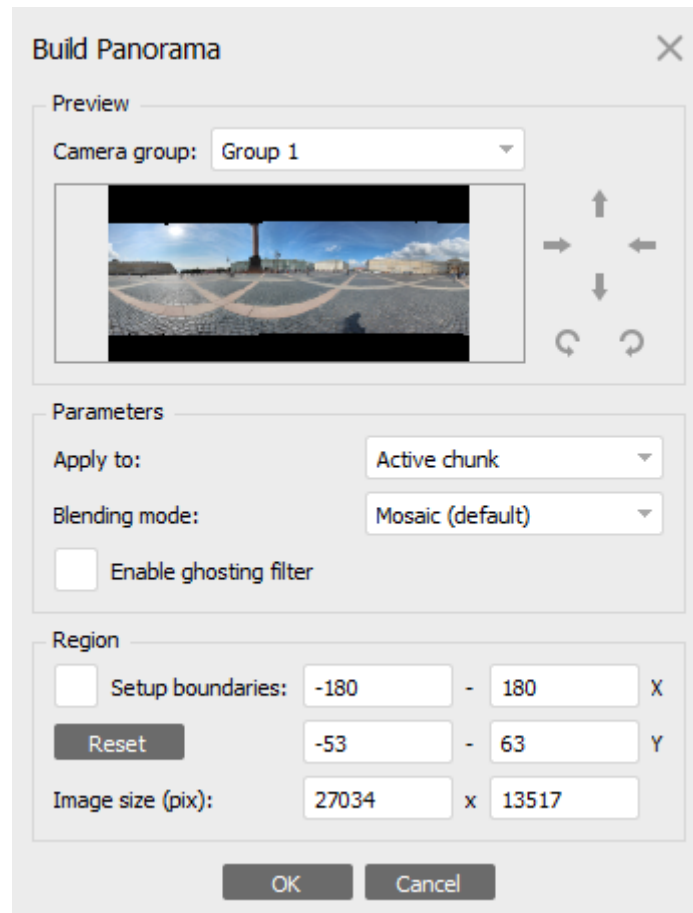 Build Panorama
Preview
Camera group: Group 1
Parameters
Apply to: Active chunk
Blending mode: Mosaic (default)
Enable ghosting filter
Region
Setup boundaries: -180 - 180 X
Reset -53 - 63 Y
Image size (pix): 27034 x 13517
OK Cancel